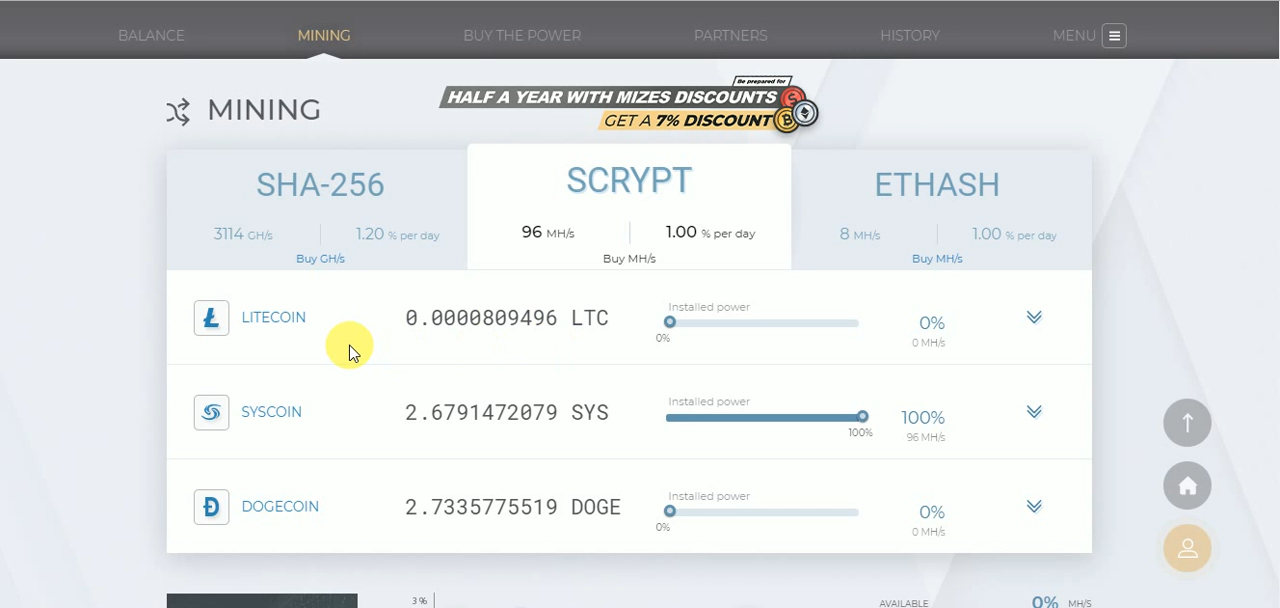 BALANCE MINING BUY THE POWER PARTNERS HISTORY MENU
MINING
Be prepared for
HALF A YEAR WITH MIZES DISCOUNTS
GET A 7% DISCOUNT
SHA-256
3114 GH/s 1.20 % per day
Buy GH/s
SCRYPT
96 MH/s 1.00 % per day
Buy MH/s
ETHASH
8 MH/s 1.00 % per day
Buy MH/s
LITECOIN 0.0000809496 LTC
Installed power
0%
0%
0 MH/s
SYSCOIN 2.6791472079 SYS
Installed power
100%
100%
96 MH/s
DOGECOIN 2.7335775519 DOGE
Installed power
0%
0%
0 MH/s
3 %
AVAILABLE 0% MH/S